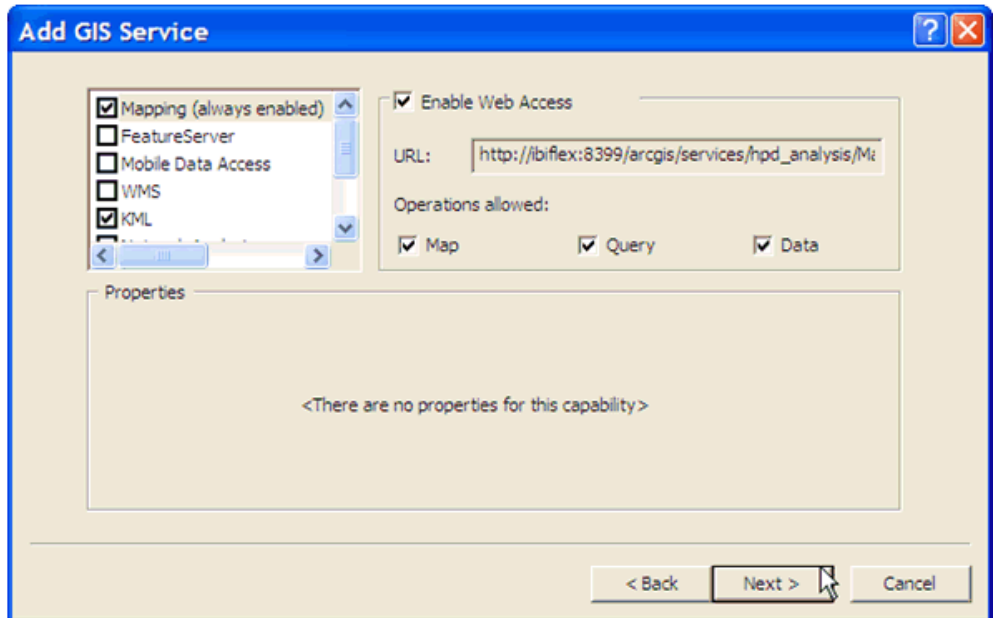 Add GIS Service
Mapping (always enabled)
FeatureServer
Mobile Data Access
WMS
KML
Enable Web Access
URL: http://ibiflex:8399/arcgis/services/hpd_analysis/Ma
Operations allowed:
Map Query Data
Properties
<There are no properties for this capability>
< Back Next > Cancel